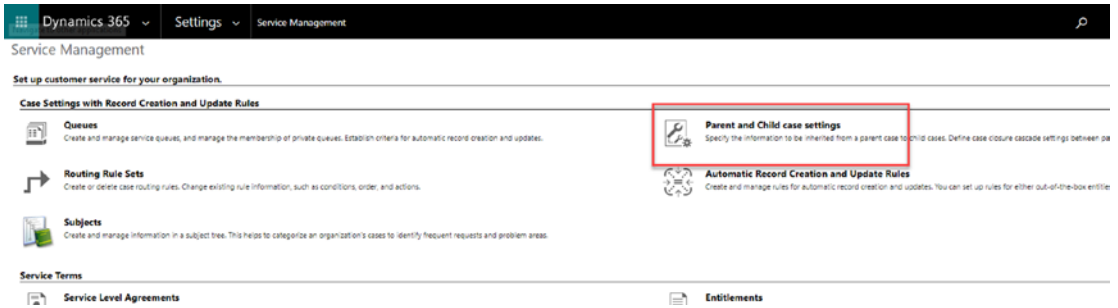 Dynamics 365 Settings Service Management
Service Management
Set up customer service for your organization.
Case Settings with Record Creation and Update Rules
Queues
Create and manage service queues, and manage the membership of private queues. Establish criteria for automatic record creation and updates.
Parent and Child case settings
Specify the information to be inherited from a parent case to child cases. Define case closure cascade settings between pa
Routing Rule Sets
Create or delete case routing rules. Change existing rule information, such as conditions, order, and actions.
Automatic Record Creation and Update Rules
Create and manage rules for automatic record creation and updates. You can set up rules for either out-of-the-box entities
Subjects
Create and manage information in a subject tree. This helps to categorize an organization's cases to identify frequent requests and problem areas.
Service Terms
Service Level Agreements
Entitlements